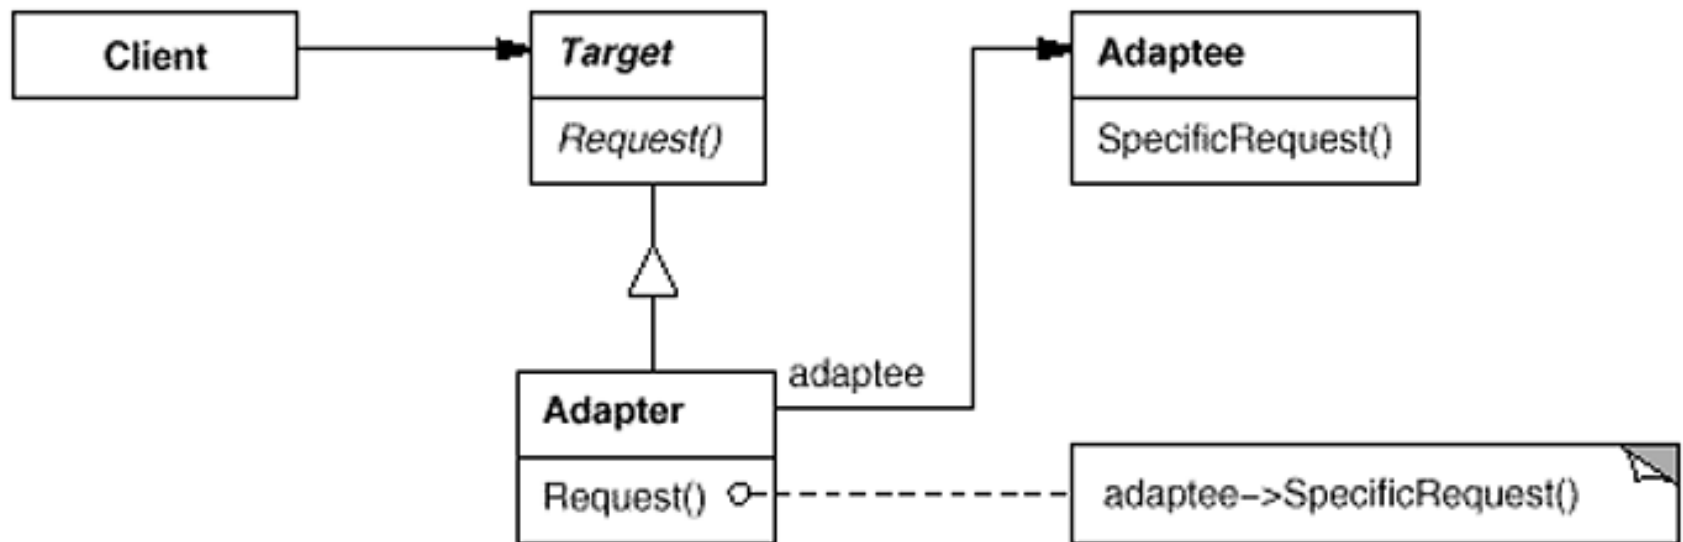 Client
Target
Request()
Adaptee
SpecificRequest()
adaptee
Adapter
Request()
adaptee–>SpecificRequest()